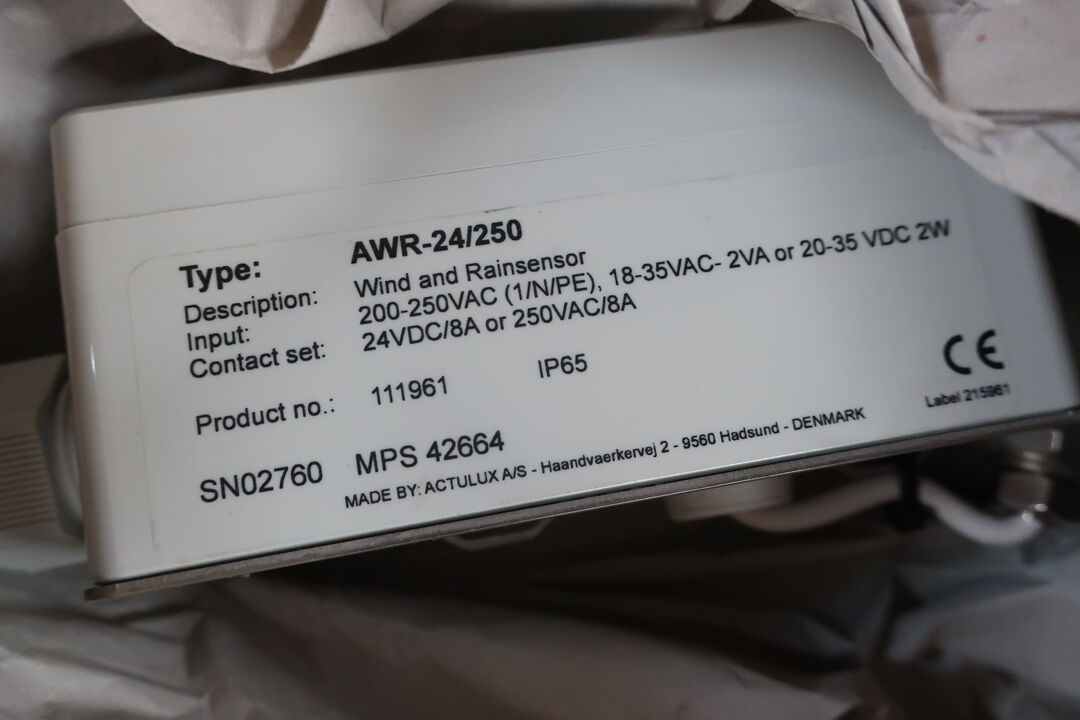 Type: AWR-24/250
Description: Wind and Rainsensor
Input: 200-250VAC (1/N/PE), 18-35VAC- 2VA or 20-35 VDC 2W
Contact set: 24VDC/8A or 250VAC/8A
Product no.: 111961 IP65
CE
Label 215961
SN02760 MPS 42664
MADE BY: ACTULUX A/S - Haandvaerkervej 2 - 9560 Hadsund - DENMARK